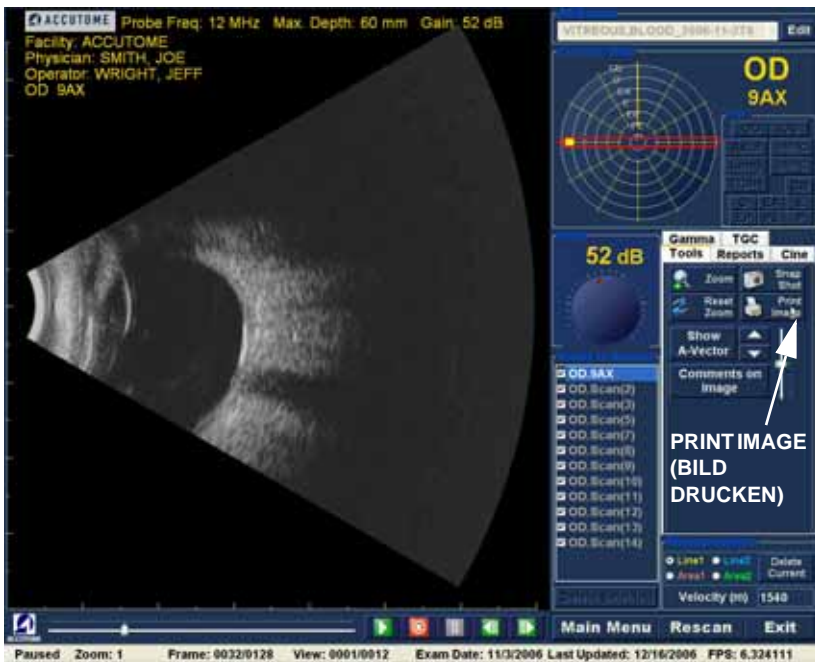 ACCUTOME Probe Freq: 12 MHz Max. Depth: 60 mm Gain: 52 dB
Facility: ACCUTOME
Physician: SMITH, JOE
Operator: WRIGHT, JEFF
OD 9AX
VITREOUS,BLOOD Edit
OD
9AX
52 dB
Gamma TGC
Tools Reports Cine
Zoom Snap Shot
Reset Zoom Print Image
Show A-Vector
Comments on Image
OD.9AX
OD.Scan(2)
OD.Scan(3)
OD.Scan(5)
OD.Scan(7)
OD.Scan(8)
OD.Scan(9)
OD.Scan(10)
OD.Scan(11)
OD.Scan(12)
OD.Scan(13)
OD.Scan(14)
PRINT IMAGE
(BILD
DRUCKEN)
Line1 Line2 Delete Current
Area1 Area2
Velocity (m) 1540
Main Menu Rescan Exit
Paused Zoom: 1 Frame: 0032/0128 View: 0001/0012 Exam Date: 11/3/2006 Last Updated: 12/16/2006 FPS: 6.324111